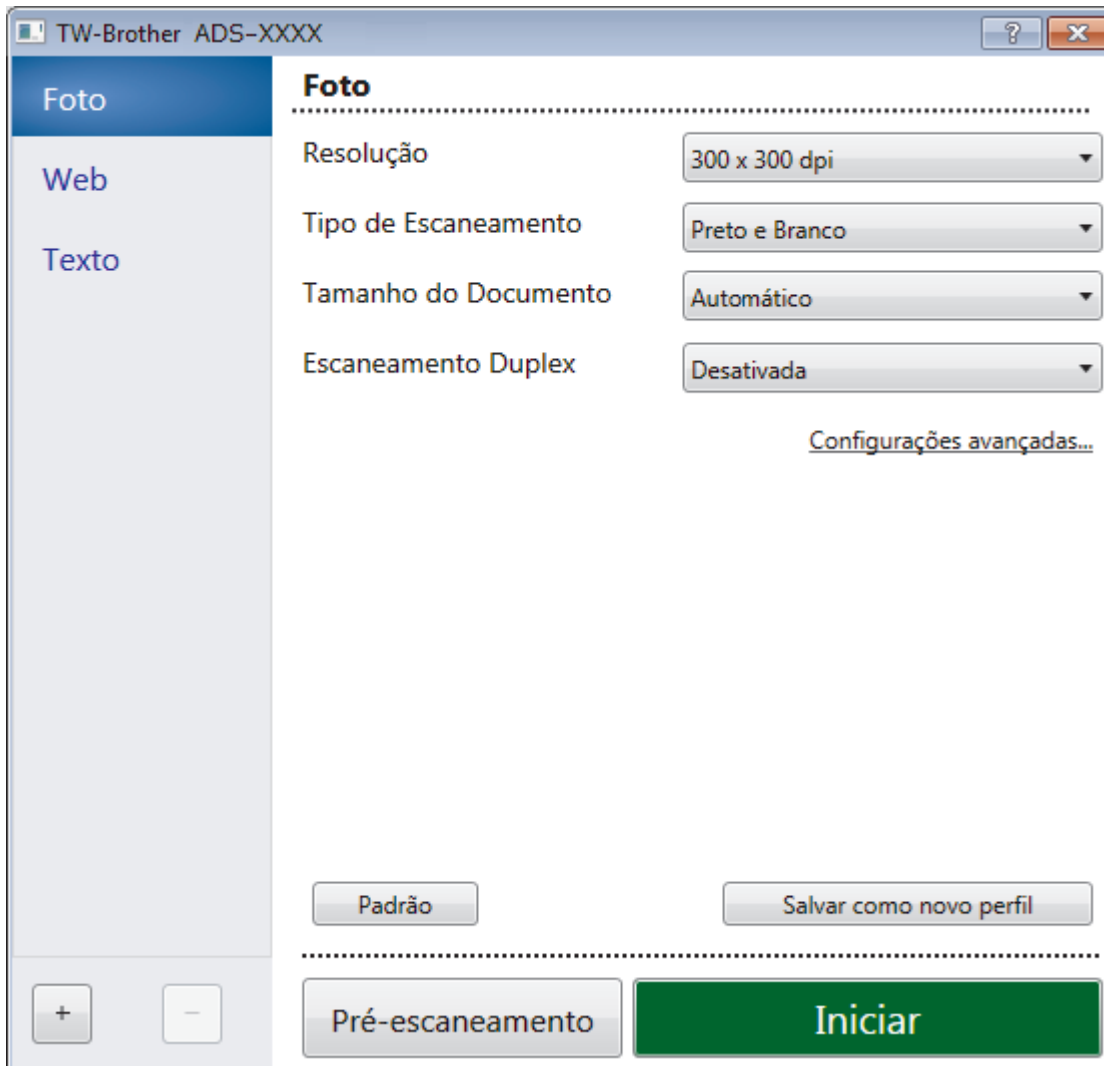 TW-Brother ADS-XXXX
Foto
Web
Texto
Foto
Resolução 300 x 300 dpi
Tipo de Escaneamento Preto e Branco
Tamanho do Documento Automático
Escaneamento Duplex Desativada
Configurações avançadas...
Padrão Salvar como novo perfil
+ − Pré-escaneamento Iniciar